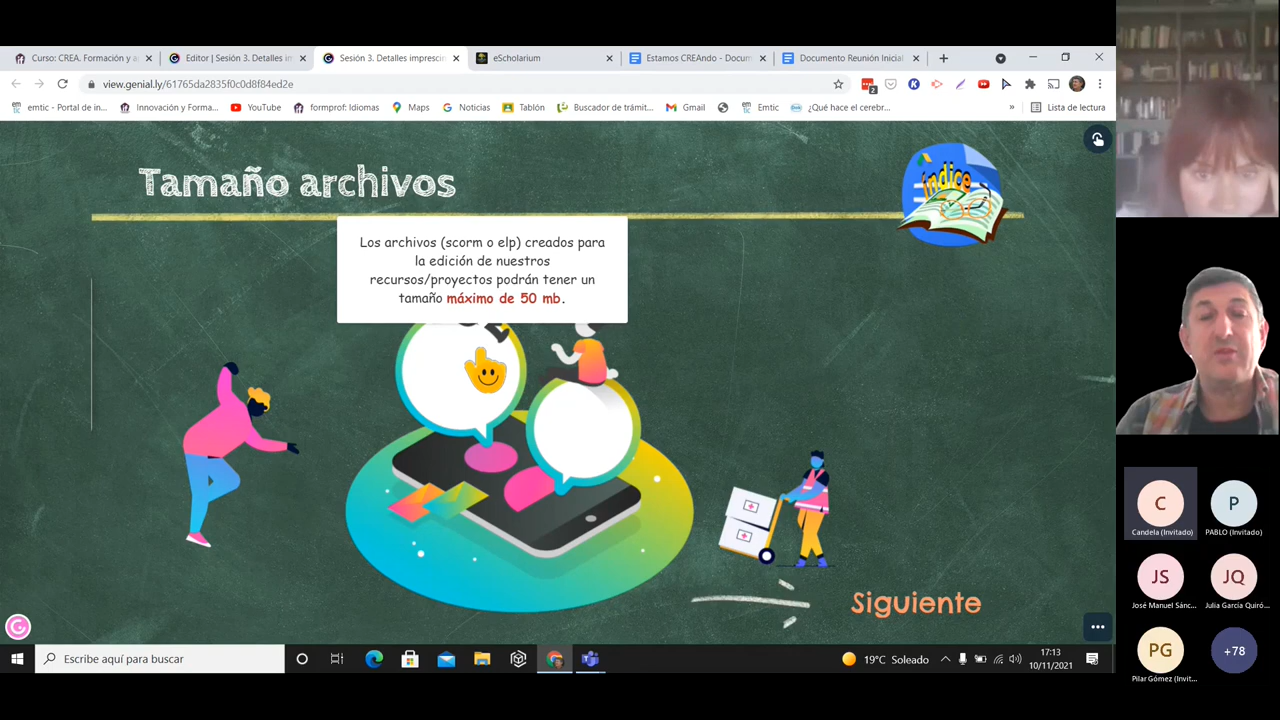 Curso: CREA. Formación y a
Editor | Sesión 3. Detalles im
Sesión 3. Detalles imprescin
eScholarium
Estamos CREAndo - Docum
Documento Reunión Inicial
view.genial.ly/61765da2835f0c0d8f84ed2e
2
emtic - Portal de in...
Innovación y Forma...
YouTube
formprof: Idiomas
Maps
Noticias
Tablón
Buscador de trámit...
Gmail
Emtic
¿Qué hace el cerebr...
»
Lista de lectura
Tamaño archivos
índice
Los archivos (scorm o elp) creados para
la edición de nuestros
recursos/proyectos podrán tener un
tamaño máximo de 50 mb.
Siguiente
C
Candela (Invitado)
P
PABLO (Invitado)
JS
José Manuel Sánc...
JQ
Julia García Quiró...
PG
Pilar Gómez (Invit...
+78
Escribe aquí para buscar
19°C Soleado
17:13
10/11/2021